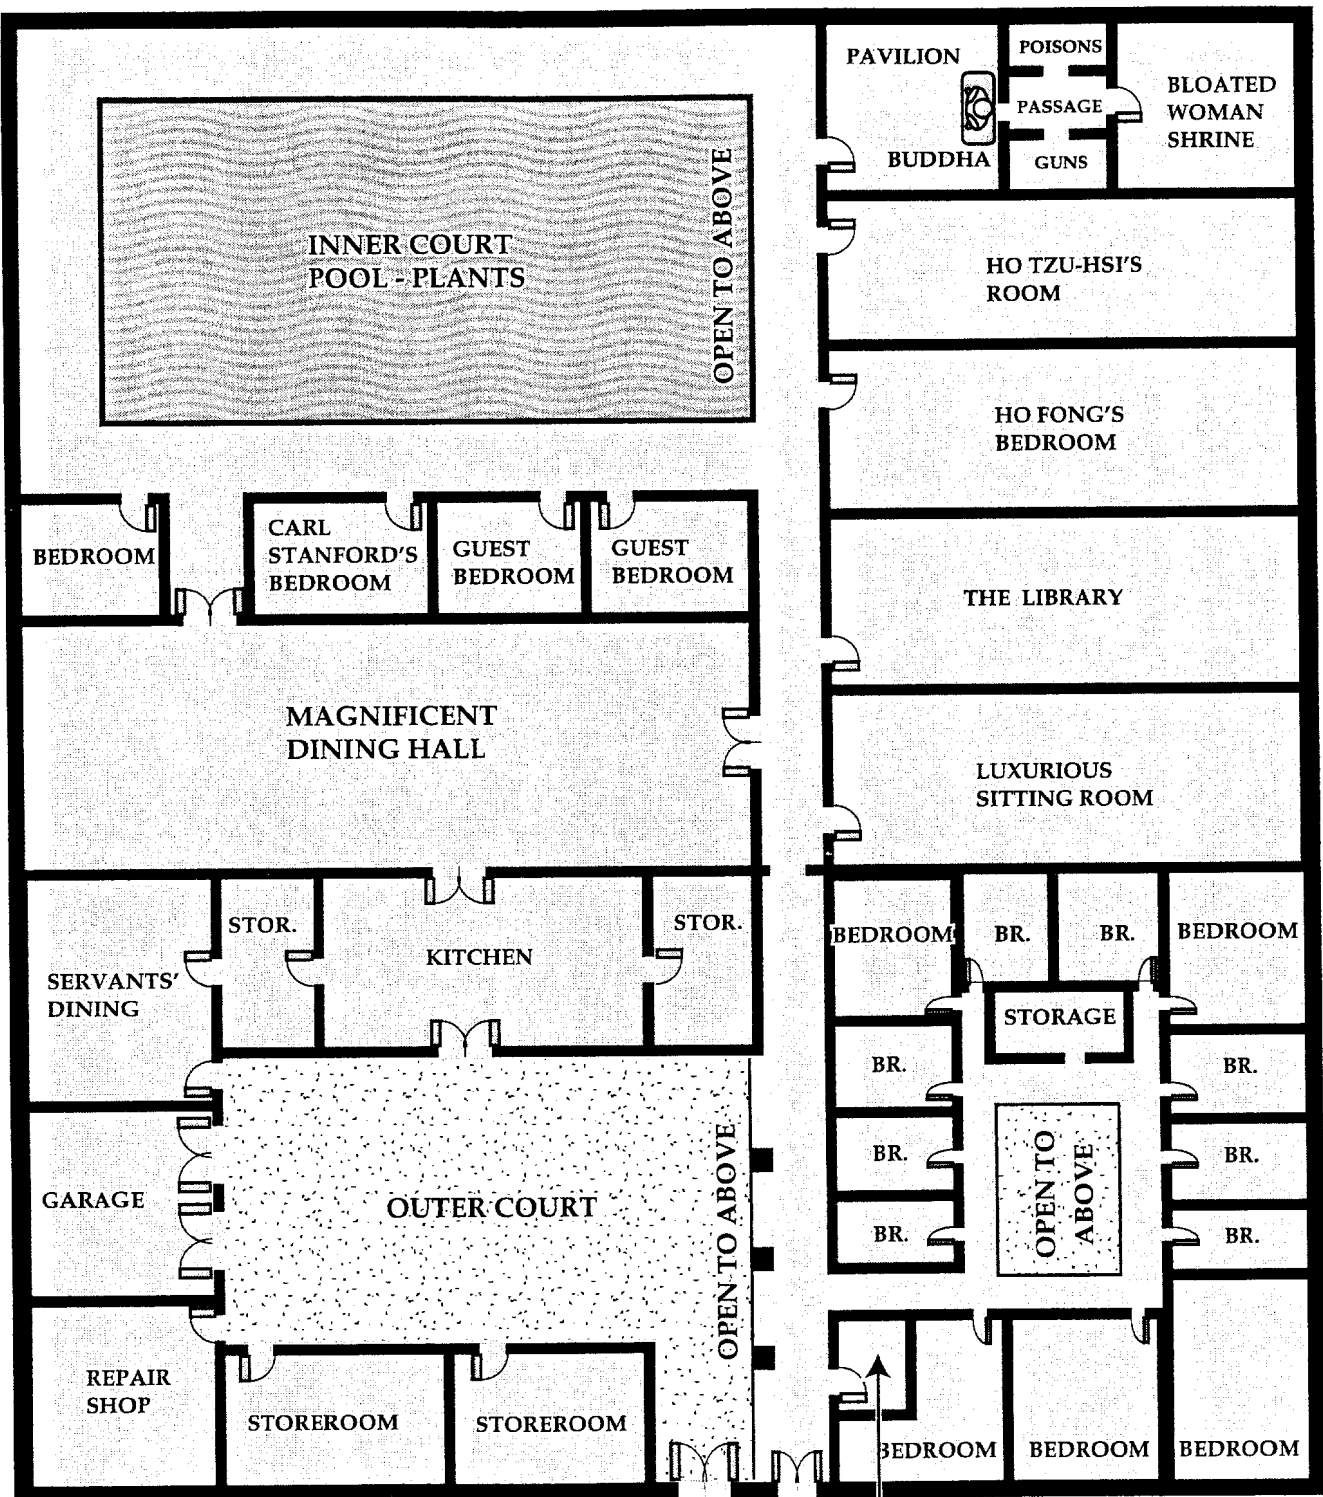 PAVILION
BUDDHA
POISONS
PASSAGE
GUNS
BLOATED
WOMAN
SHRINE
INNER COURT
POOL - PLANTS
OPEN TO ABOVE
HO TZU-HSI'S
ROOM
HO FONG'S
BEDROOM
BEDROOM
CARL
STANFORD'S
BEDROOM
GUEST
BEDROOM
GUEST
BEDROOM
THE LIBRARY
MAGNIFICENT
DINING HALL
LUXURIOUS
SITTING ROOM
SERVANTS'
DINING
STOR.
KITCHEN
STOR.
BEDROOM
BR.
BR.
BEDROOM
STORAGE
BR.
BR.
BR.
BR.
BR.
BR.
OPEN TO
ABOVE
GARAGE
OUTER COURT
OPEN TO ABOVE
REPAIR
SHOP
STOREROOM
STOREROOM
BEDROOM
BEDROOM
BEDROOM